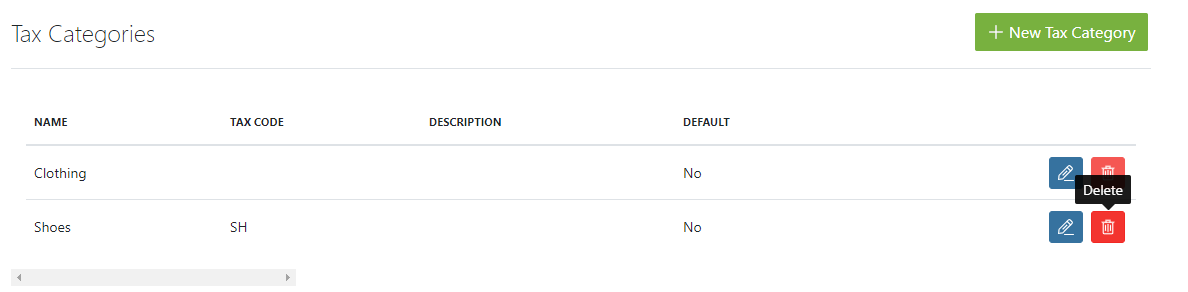 Tax Categories
New Tax Category
NAME TAX CODE DESCRIPTION DEFAULT
Clothing No
Delete
Shoes SH No